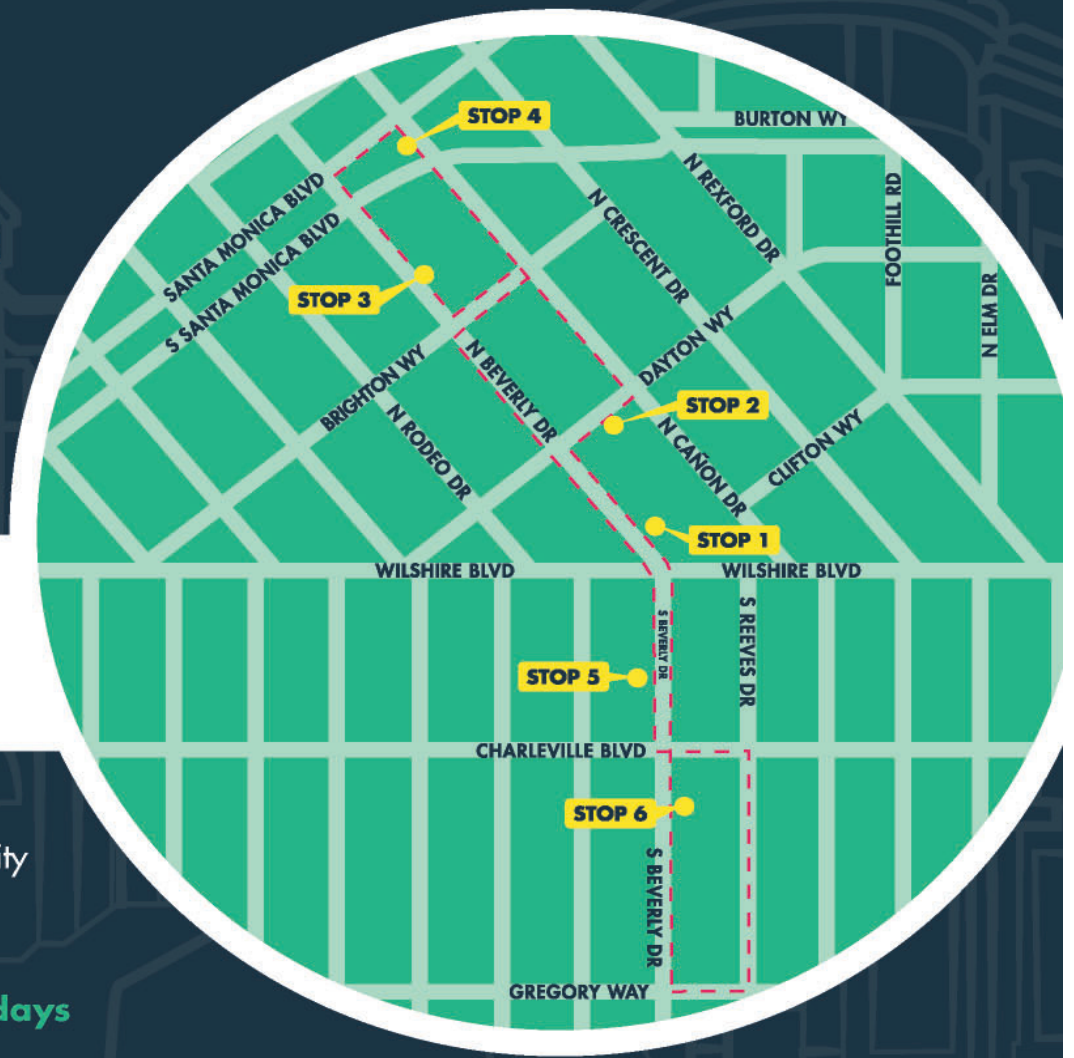 STOP 4
BURTON WY
N REXFORD DR
FOOTHILL RD
SANTA MONICA BLVD
N CRESCENT DR
S SANTA MONICA BLVD
STOP 3
N ELM DR
DAYTON WY
BRIGHTON WY
N BEVERLY DR
STOP 2
N RODEO DR
N CAÑON DR
CLIFTON WY
STOP 1
WILSHIRE BLVD
WILSHIRE BLVD
S BEVERLY DR
S REEVES DR
STOP 5
CHARLEVILLE BLVD
STOP 6
ity
S BEVERLY DR
GREGORY WAY
days